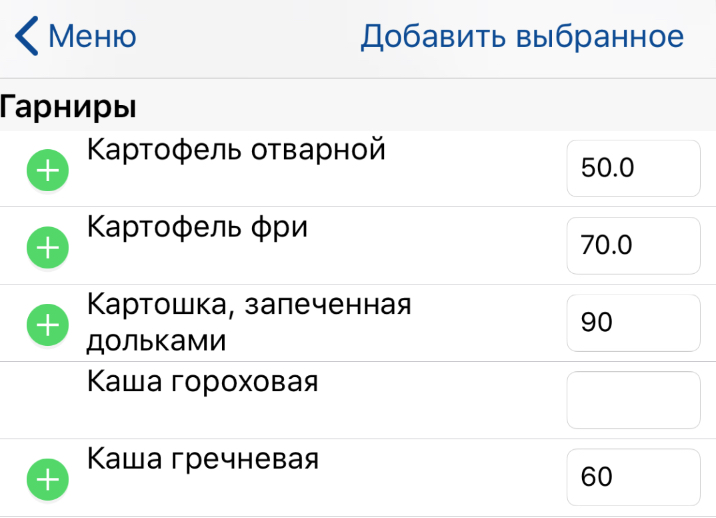 Меню
Добавить выбранное
Гарниры
Картофель отварной
50.0
Картофель фри
70.0
Картошка, запеченная
дольками
90
Каша гороховая
Каша гречневая
60